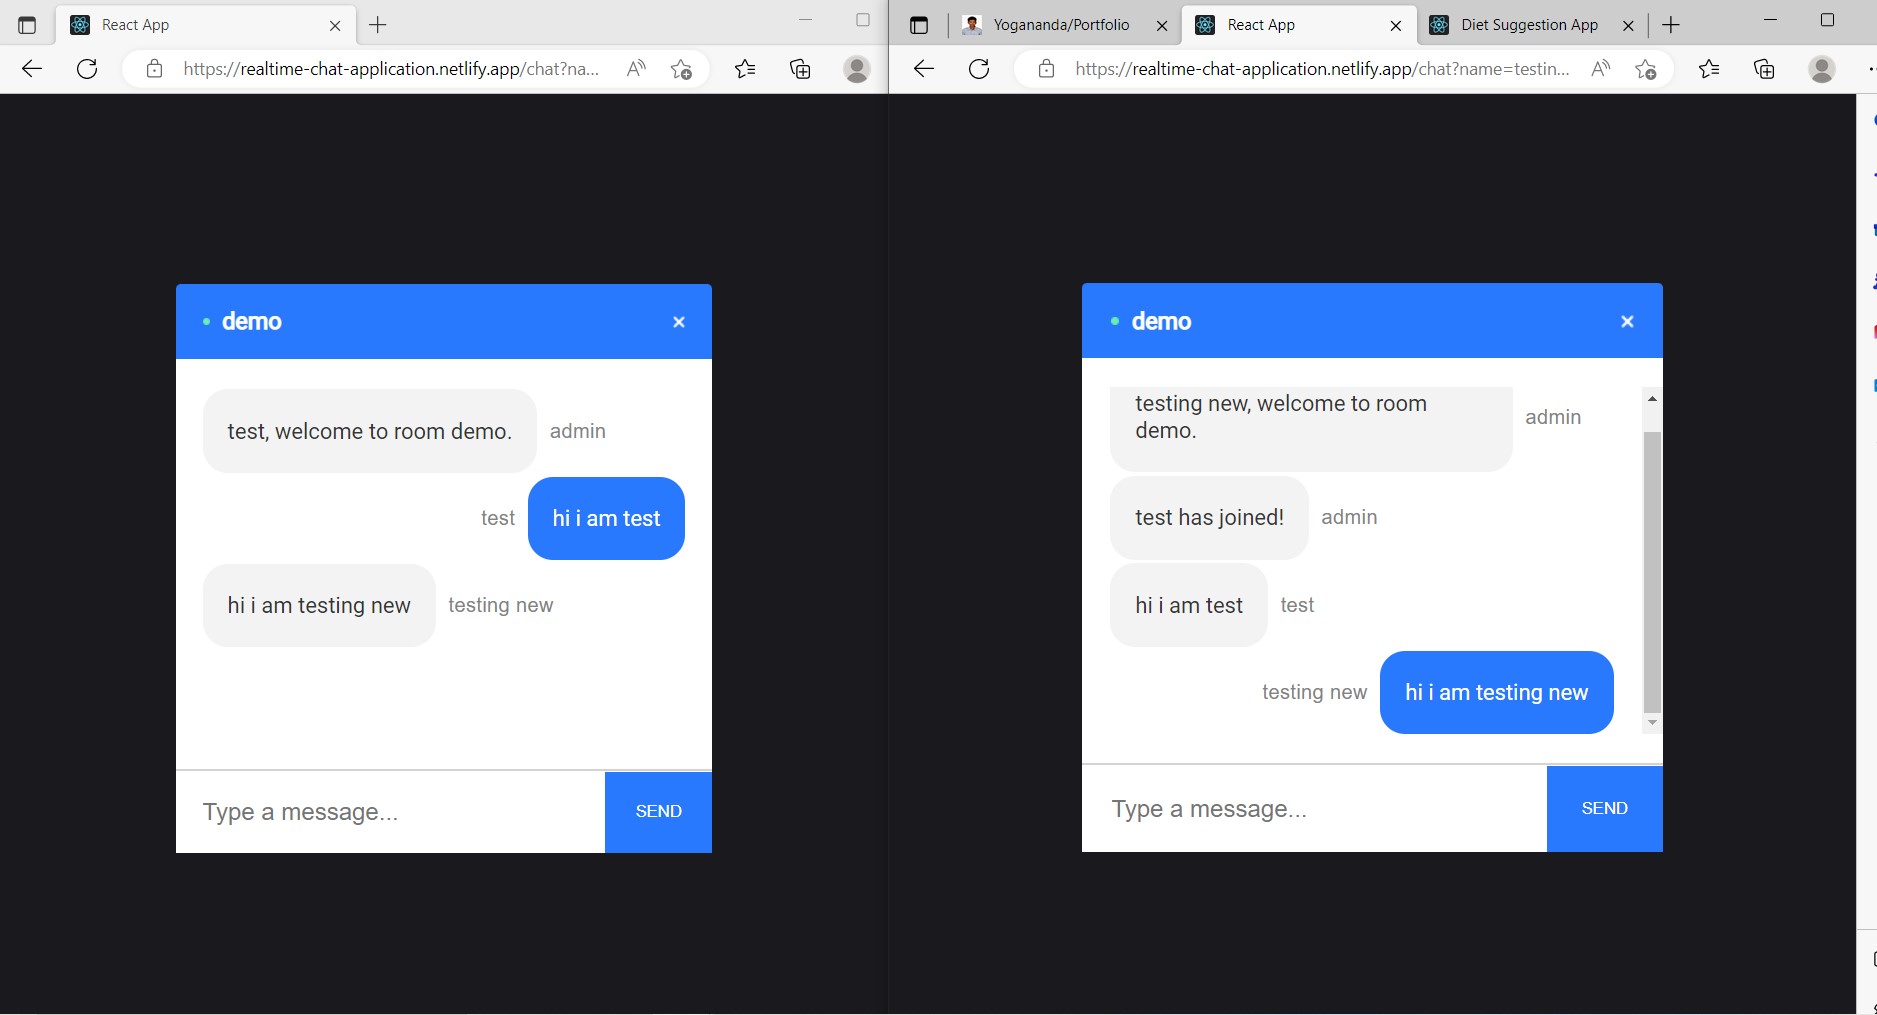 React App
https://realtime-chat-application.netlify.app/chat?na...
demo
test, welcome to room demo.
admin
test
hi i am test
hi i am testing new
testing new
Type a message...
SEND
Yogananda/Portfolio
React App
Diet Suggestion App
https://realtime-chat-application.netlify.app/chat?name=testin...
demo
testing new, welcome to room
demo.
admin
test has joined!
admin
hi i am test
test
testing new
hi i am testing new
Type a message...
SEND